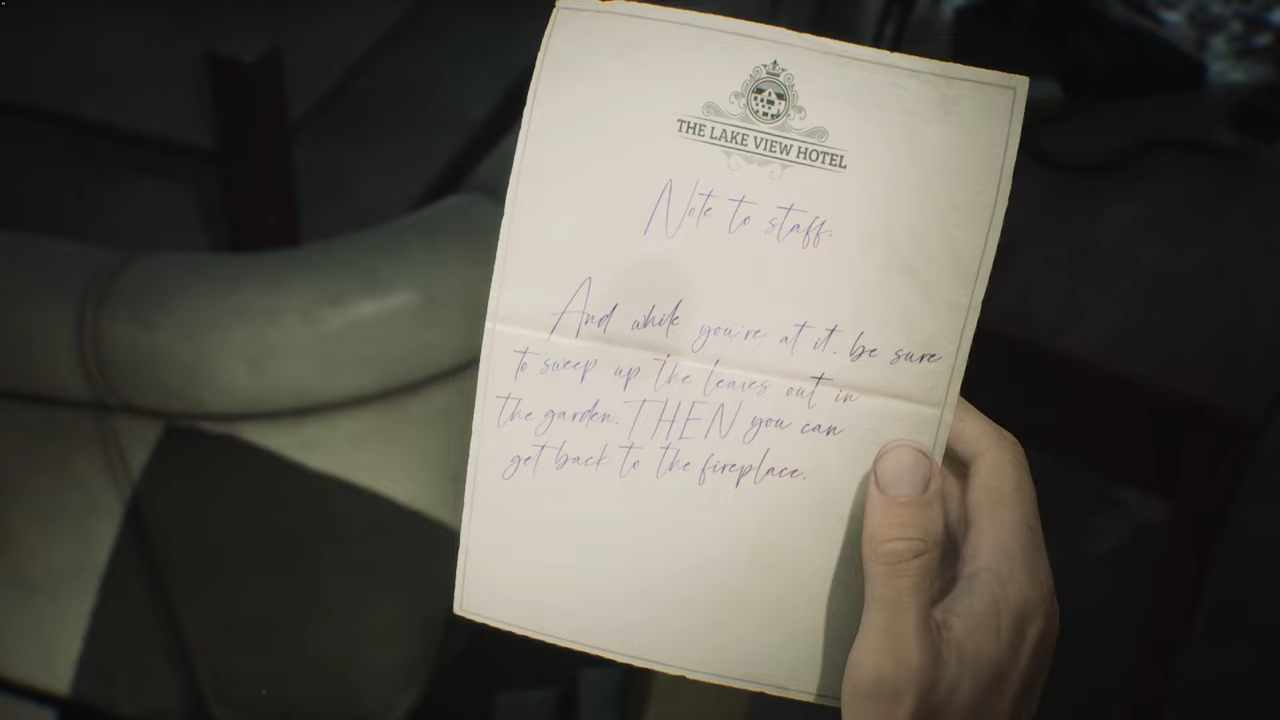 THE LAKE VIEW HOTEL
Note to staff:
And while you're at it, be sure
to sweep up the leaves out in
the garden. THEN you can
get back to the fireplace.